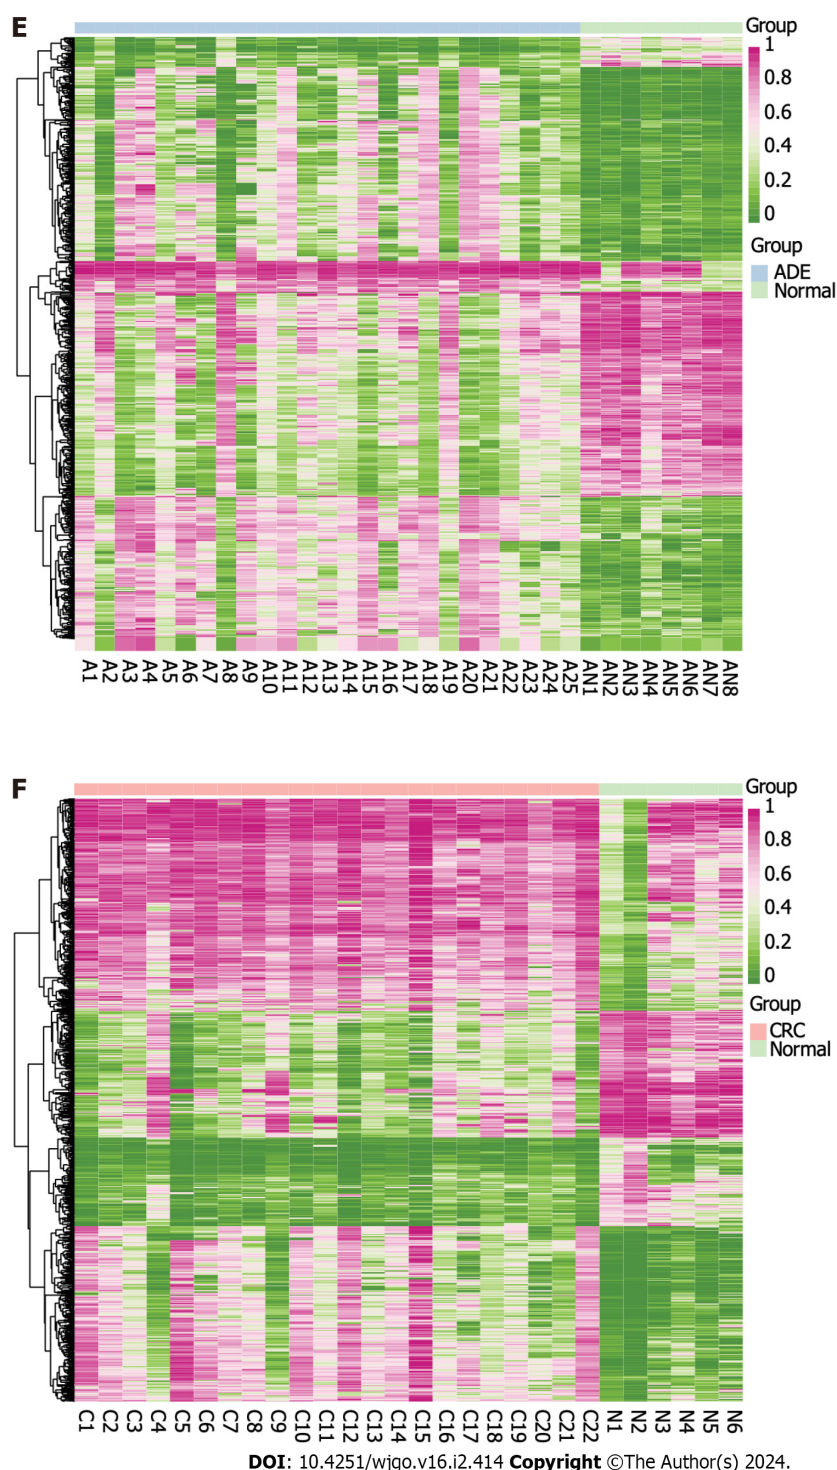 E
Group
1
0.8
0.6
0.4
0.2
0
Group
ADE
Normal
A1 A2 A3 A4 A5 A6 A7 A8 A9 A10 A11 A12 A13 A14 A15 A16 A17 A18 A19 A20 A21 A22 A23 A24 A25 AN1 AN2 AN3 AN4 AN5 AN6 AN7 AN8
F
Group
1
0.8
0.6
0.4
0.2
0
Group
CRC
Normal
C1 C2 C3 C4 C5 C6 C7 C8 C9 C10 C11 C12 C13 C14 C15 C16 C17 C18 C19 C20 C21 C22 N1 N2 N3 N4 N5 N6
DOI: 10.4251/wjgo.v16.i2.414 Copyright ©The Author(s) 2024.